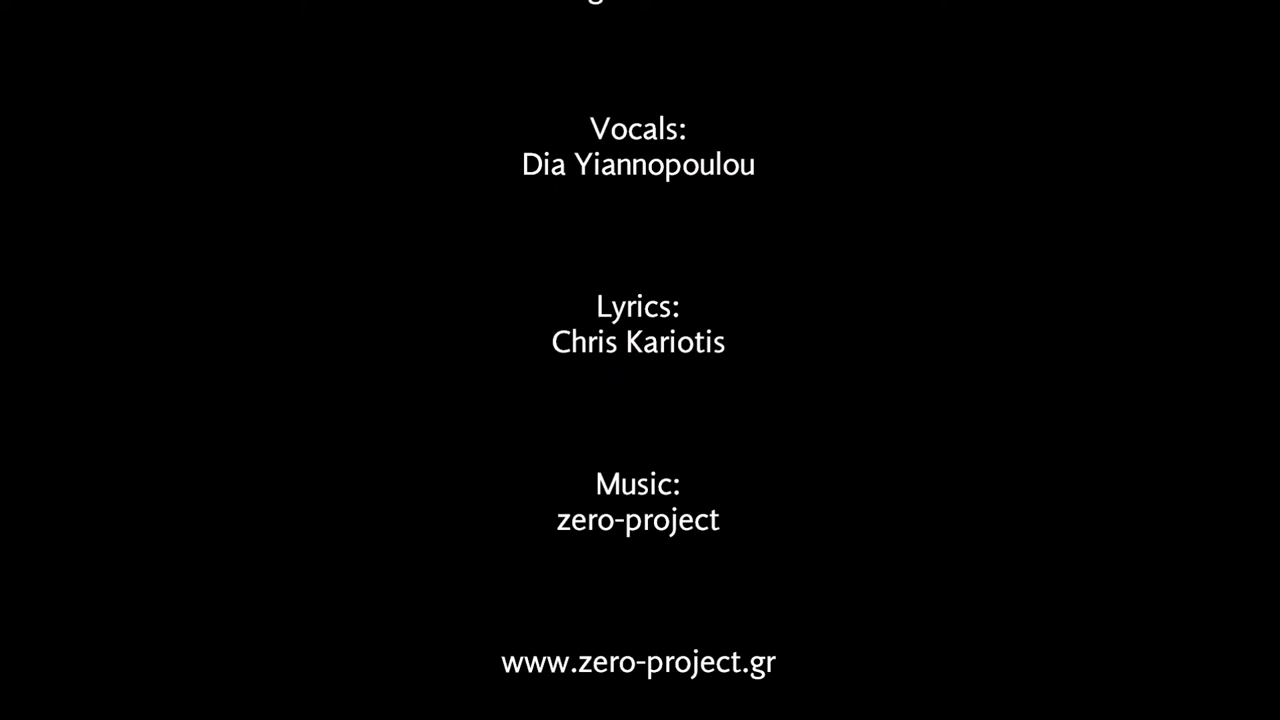 Vocals:
Dia Yiannopoulou
Lyrics:
Chris Kariotis
Music:
zero-project
www.zero-project.gr